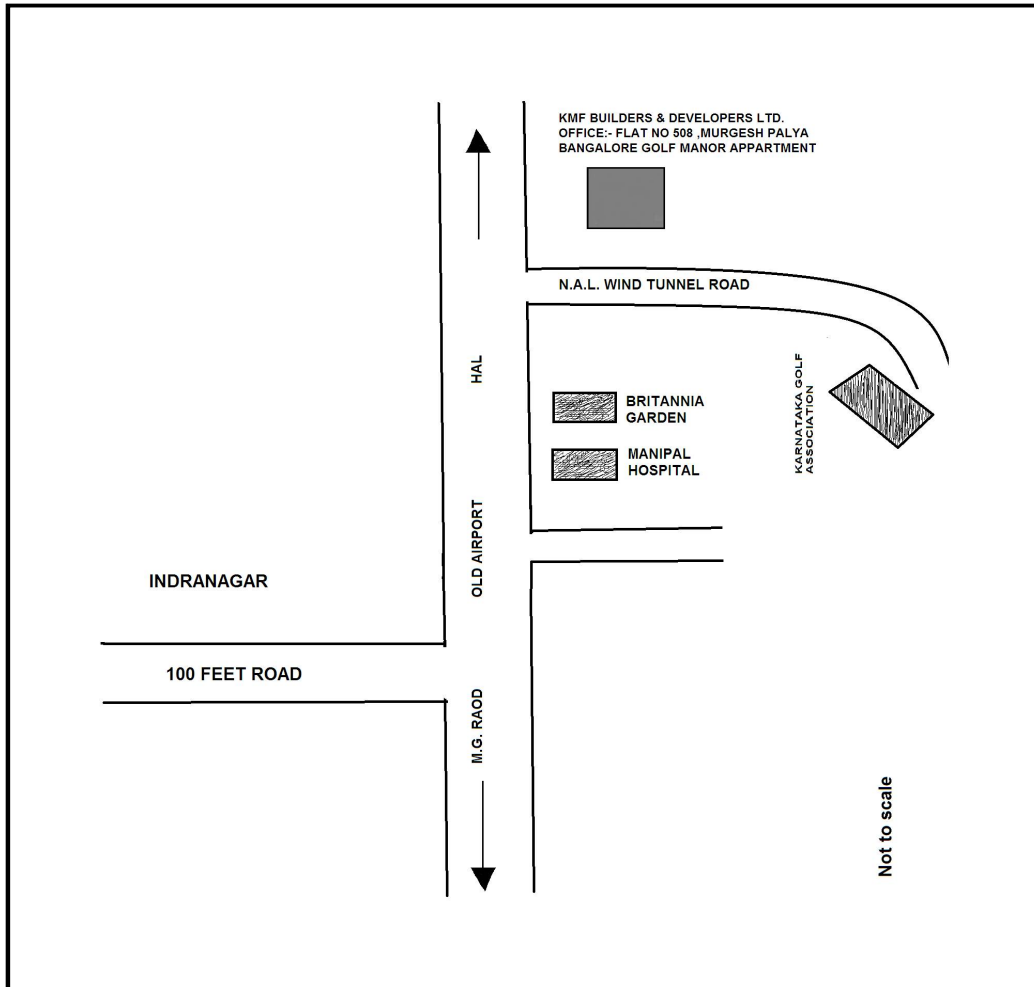 KMF BUILDERS & DEVELOPERS LTD.
OFFICE:- FLAT NO 508 ,MURGESH PALYA
BANGALORE GOLF MANOR APPARTMENT
N.A.L. WIND TUNNEL ROAD
HAL
BRITANNIA
GARDEN
KARNATAKA GOLF
ASSOCIATION
MANIPAL
HOSPITAL
OLD AIRPORT
INDRANAGAR
100 FEET ROAD
M.G. RAOD
Not to scale